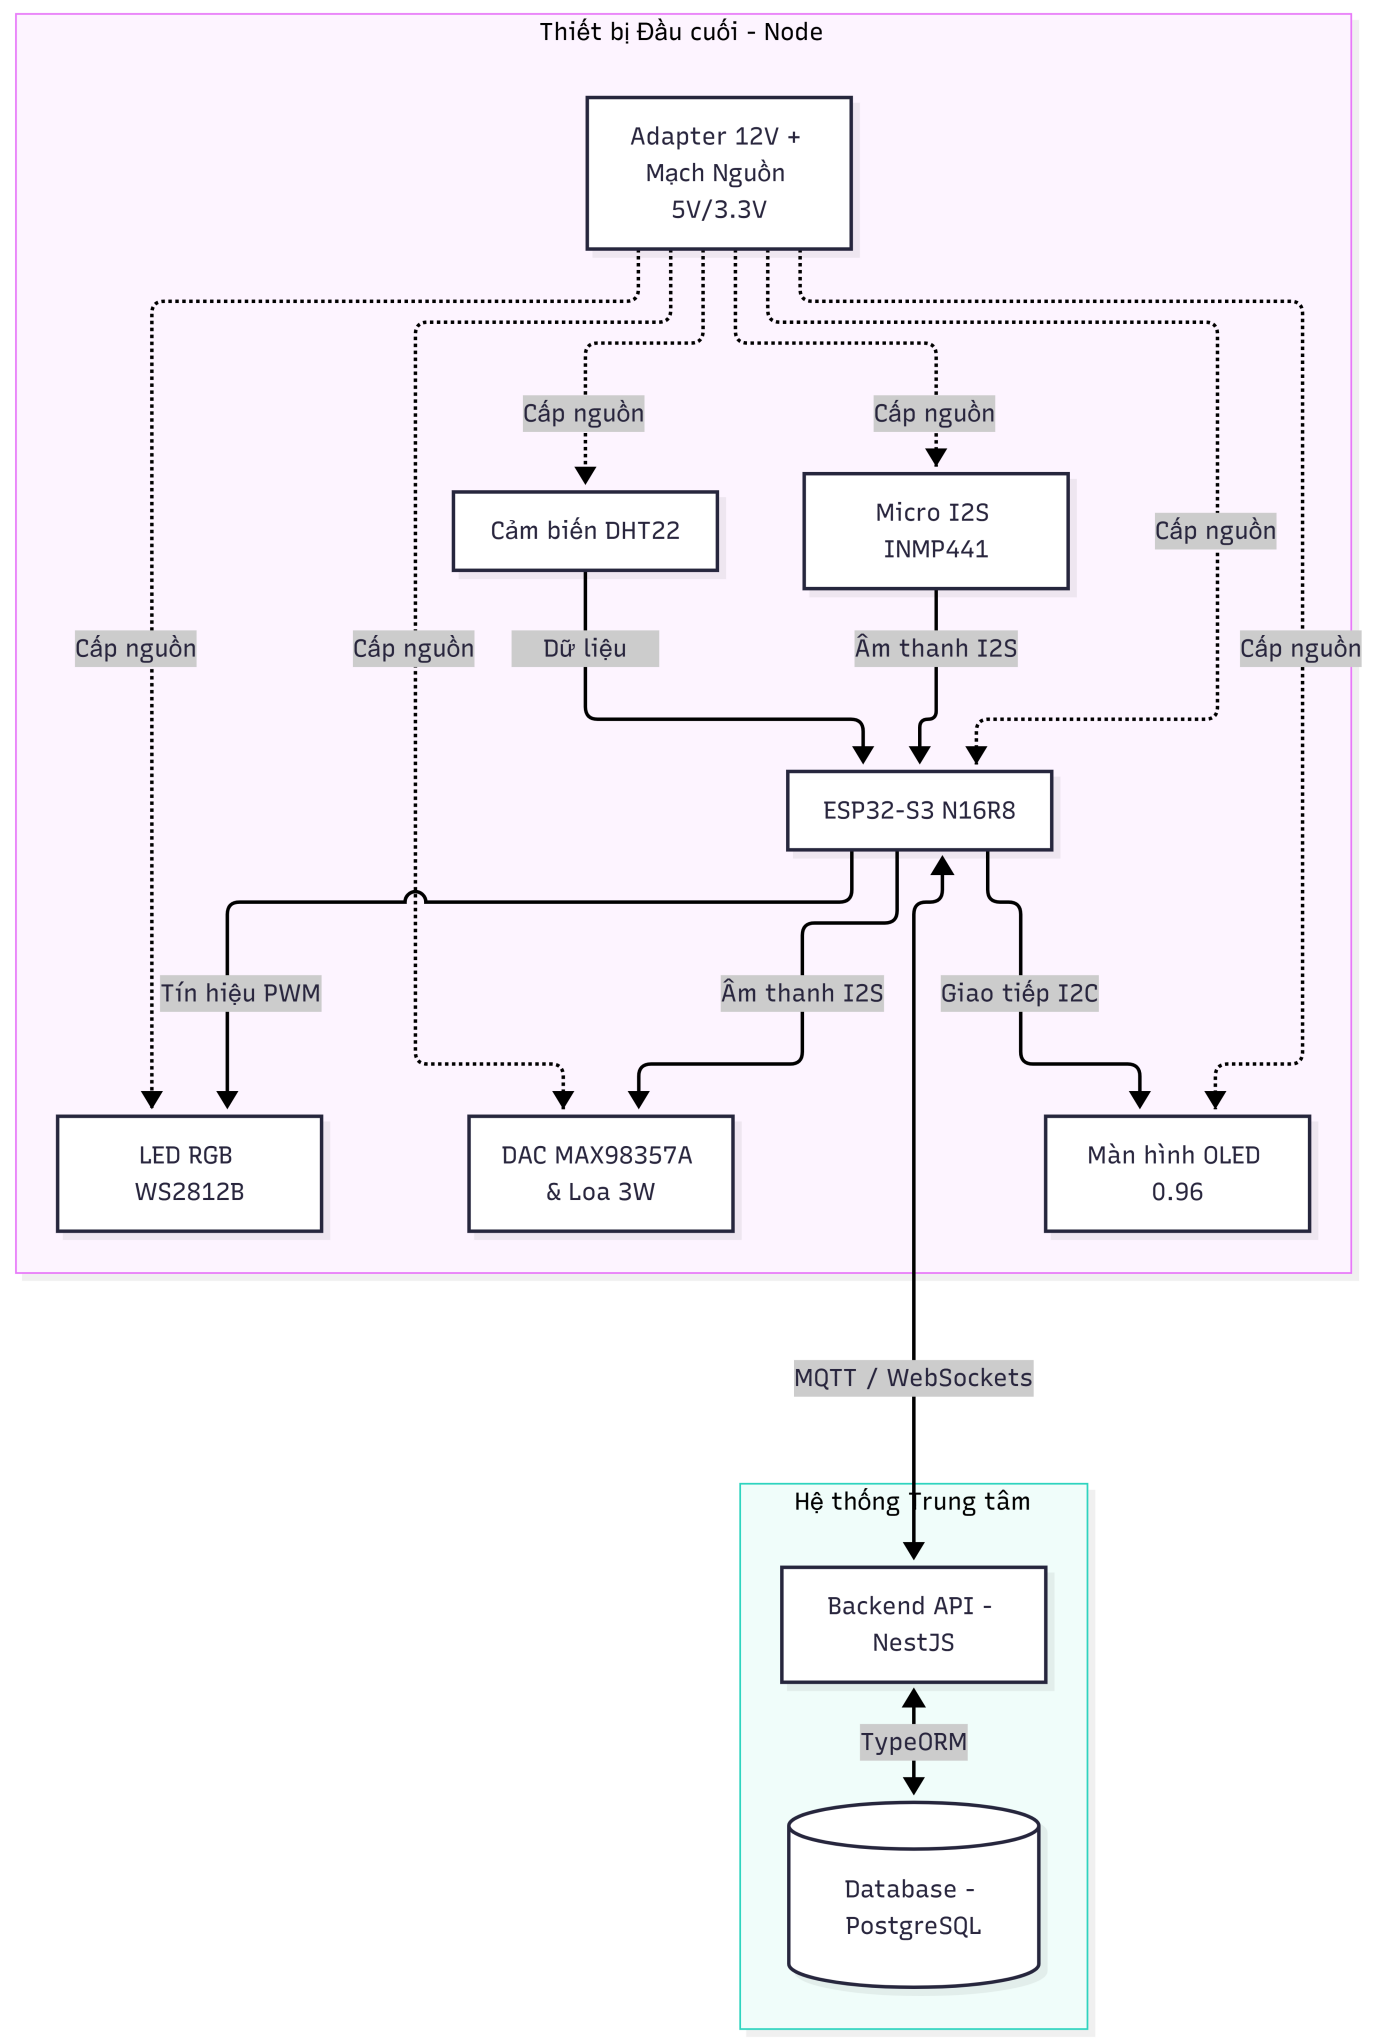 Thiết bị Đầu cuối - Node
Adapter 12V +
Mạch Nguồn
5V/3.3V
Cấp nguồn
Cấp nguồn
Cảm biến DHT22
Micro I2S
INMP441
Cấp nguồn
Cấp nguồn
Cấp nguồn
Dữ liệu
Âm thanh I2S
Cấp nguồn
ESP32-S3 N16R8
Tín hiệu PWM
Âm thanh I2S
Giao tiếp I2C
LED RGB
WS2812B
DAC MAX98357A
& Loa 3W
Màn hình OLED
0.96
MQTT / WebSockets
Hệ thống Trung tâm
Backend API -
NestJS
TypeORM
Database -
PostgreSQL